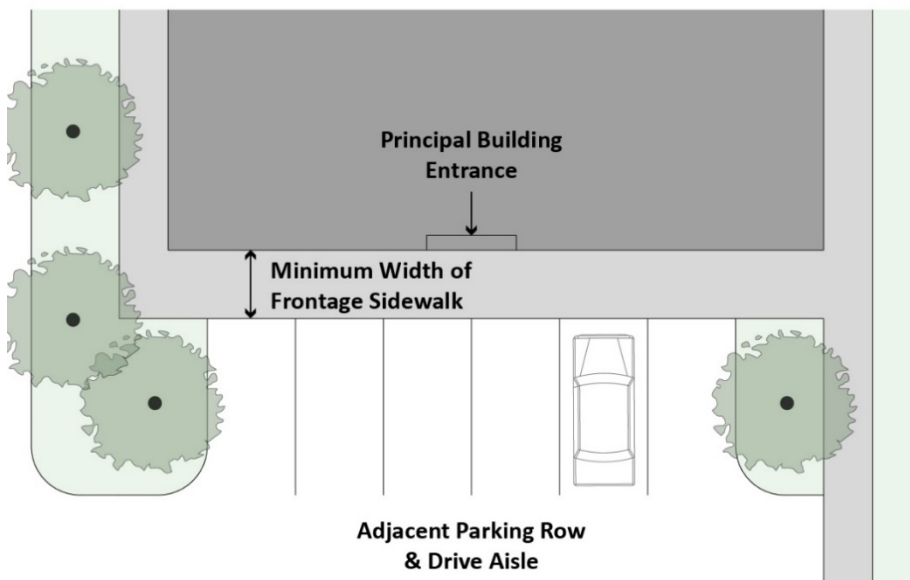 Principal Building
Entrance
Minimum Width of
Frontage Sidewalk
Adjacent Parking Row
& Drive Aisle